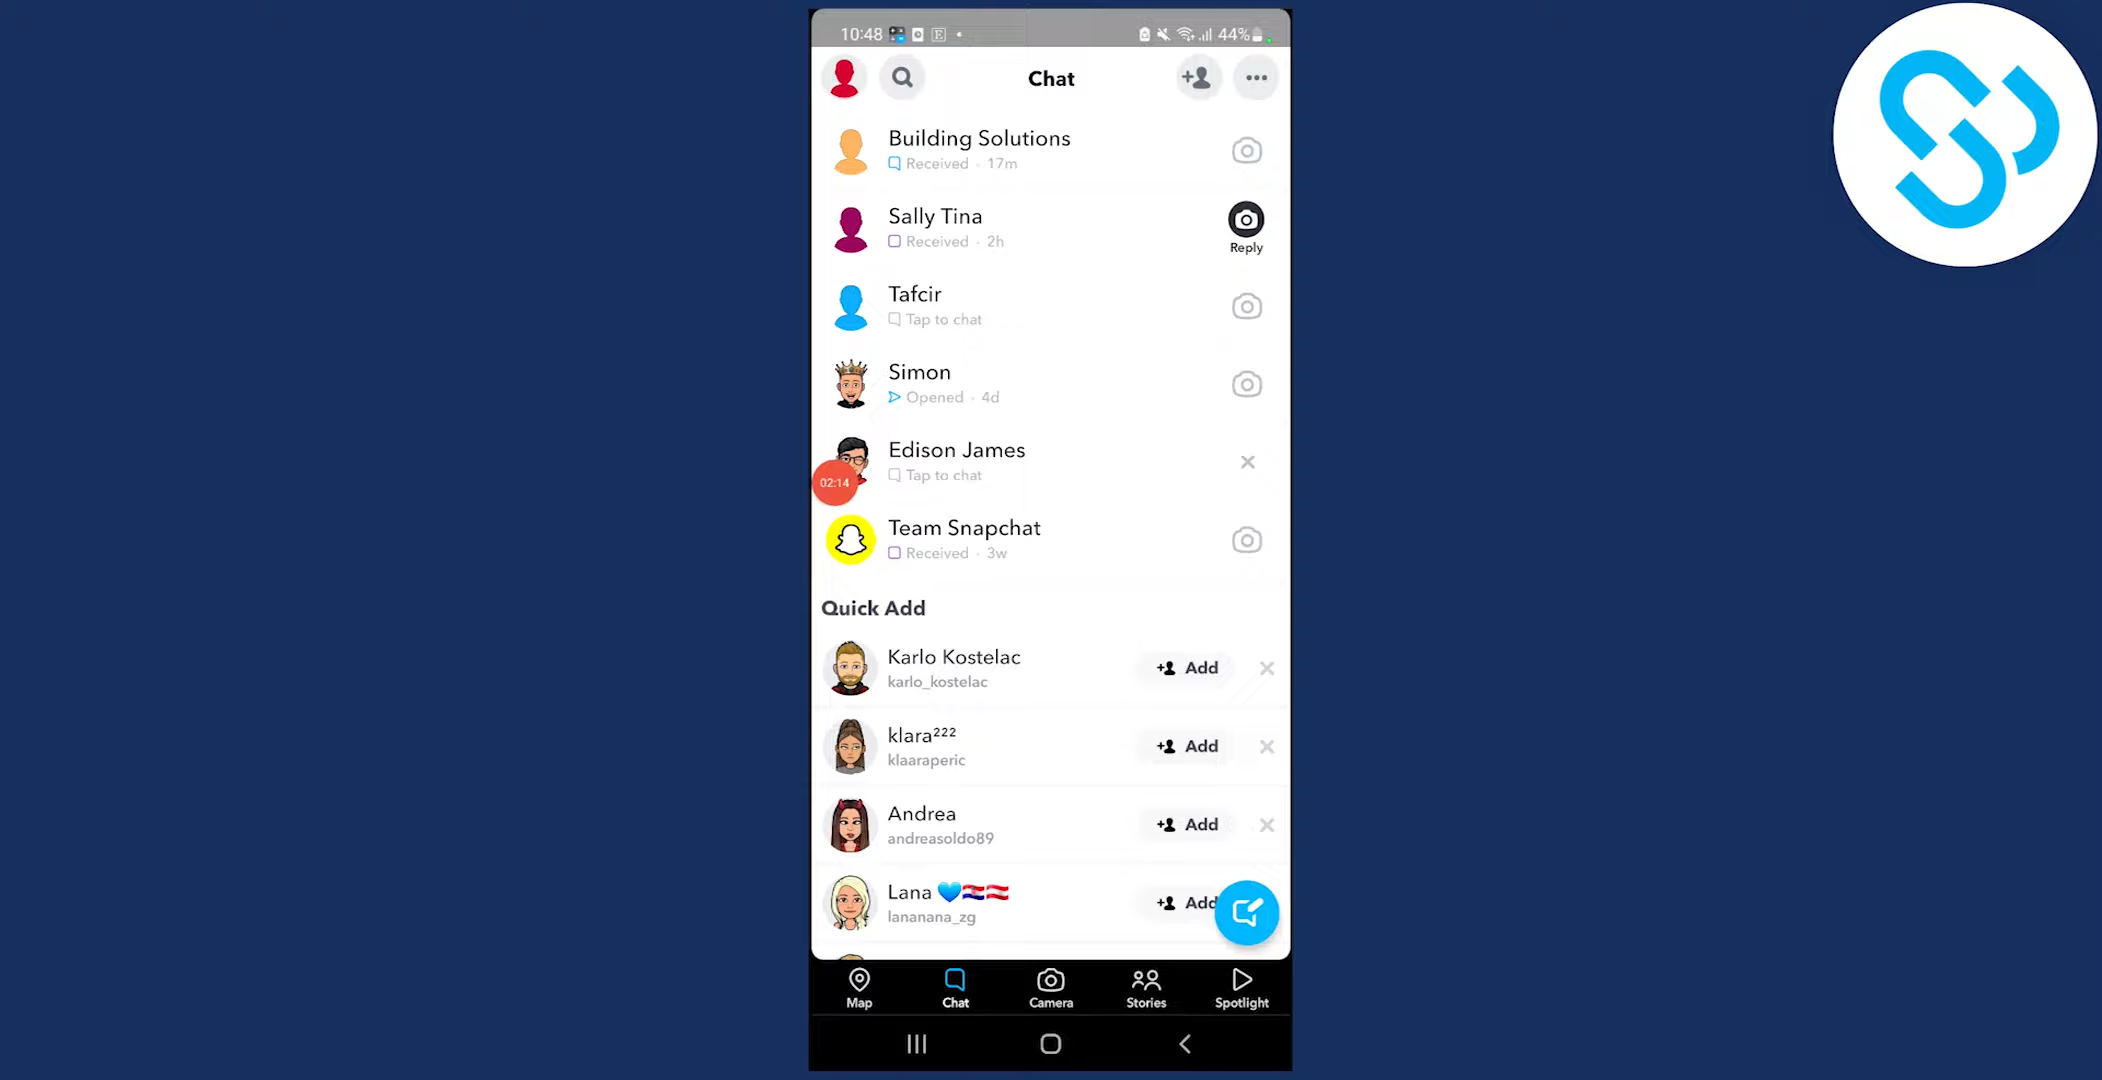 10:48 E 44%
Chat
Building Solutions
Received · 17m
Sally Tina
Received · 2h
Reply
Tafcir
Tap to chat
Simon
Opened · 4d
Edison James
Tap to chat
02:14
Team Snapchat
Received · 3w
Quick Add
Karlo Kostelac
karlo_kostelac
Add
klara²²²
klaaraperic
Add
Andrea
andreasoldo89
Add
Lana 💙🇭🇷🇦🇹
lananana_zg
Add
Map Chat Camera Stories Spotlight